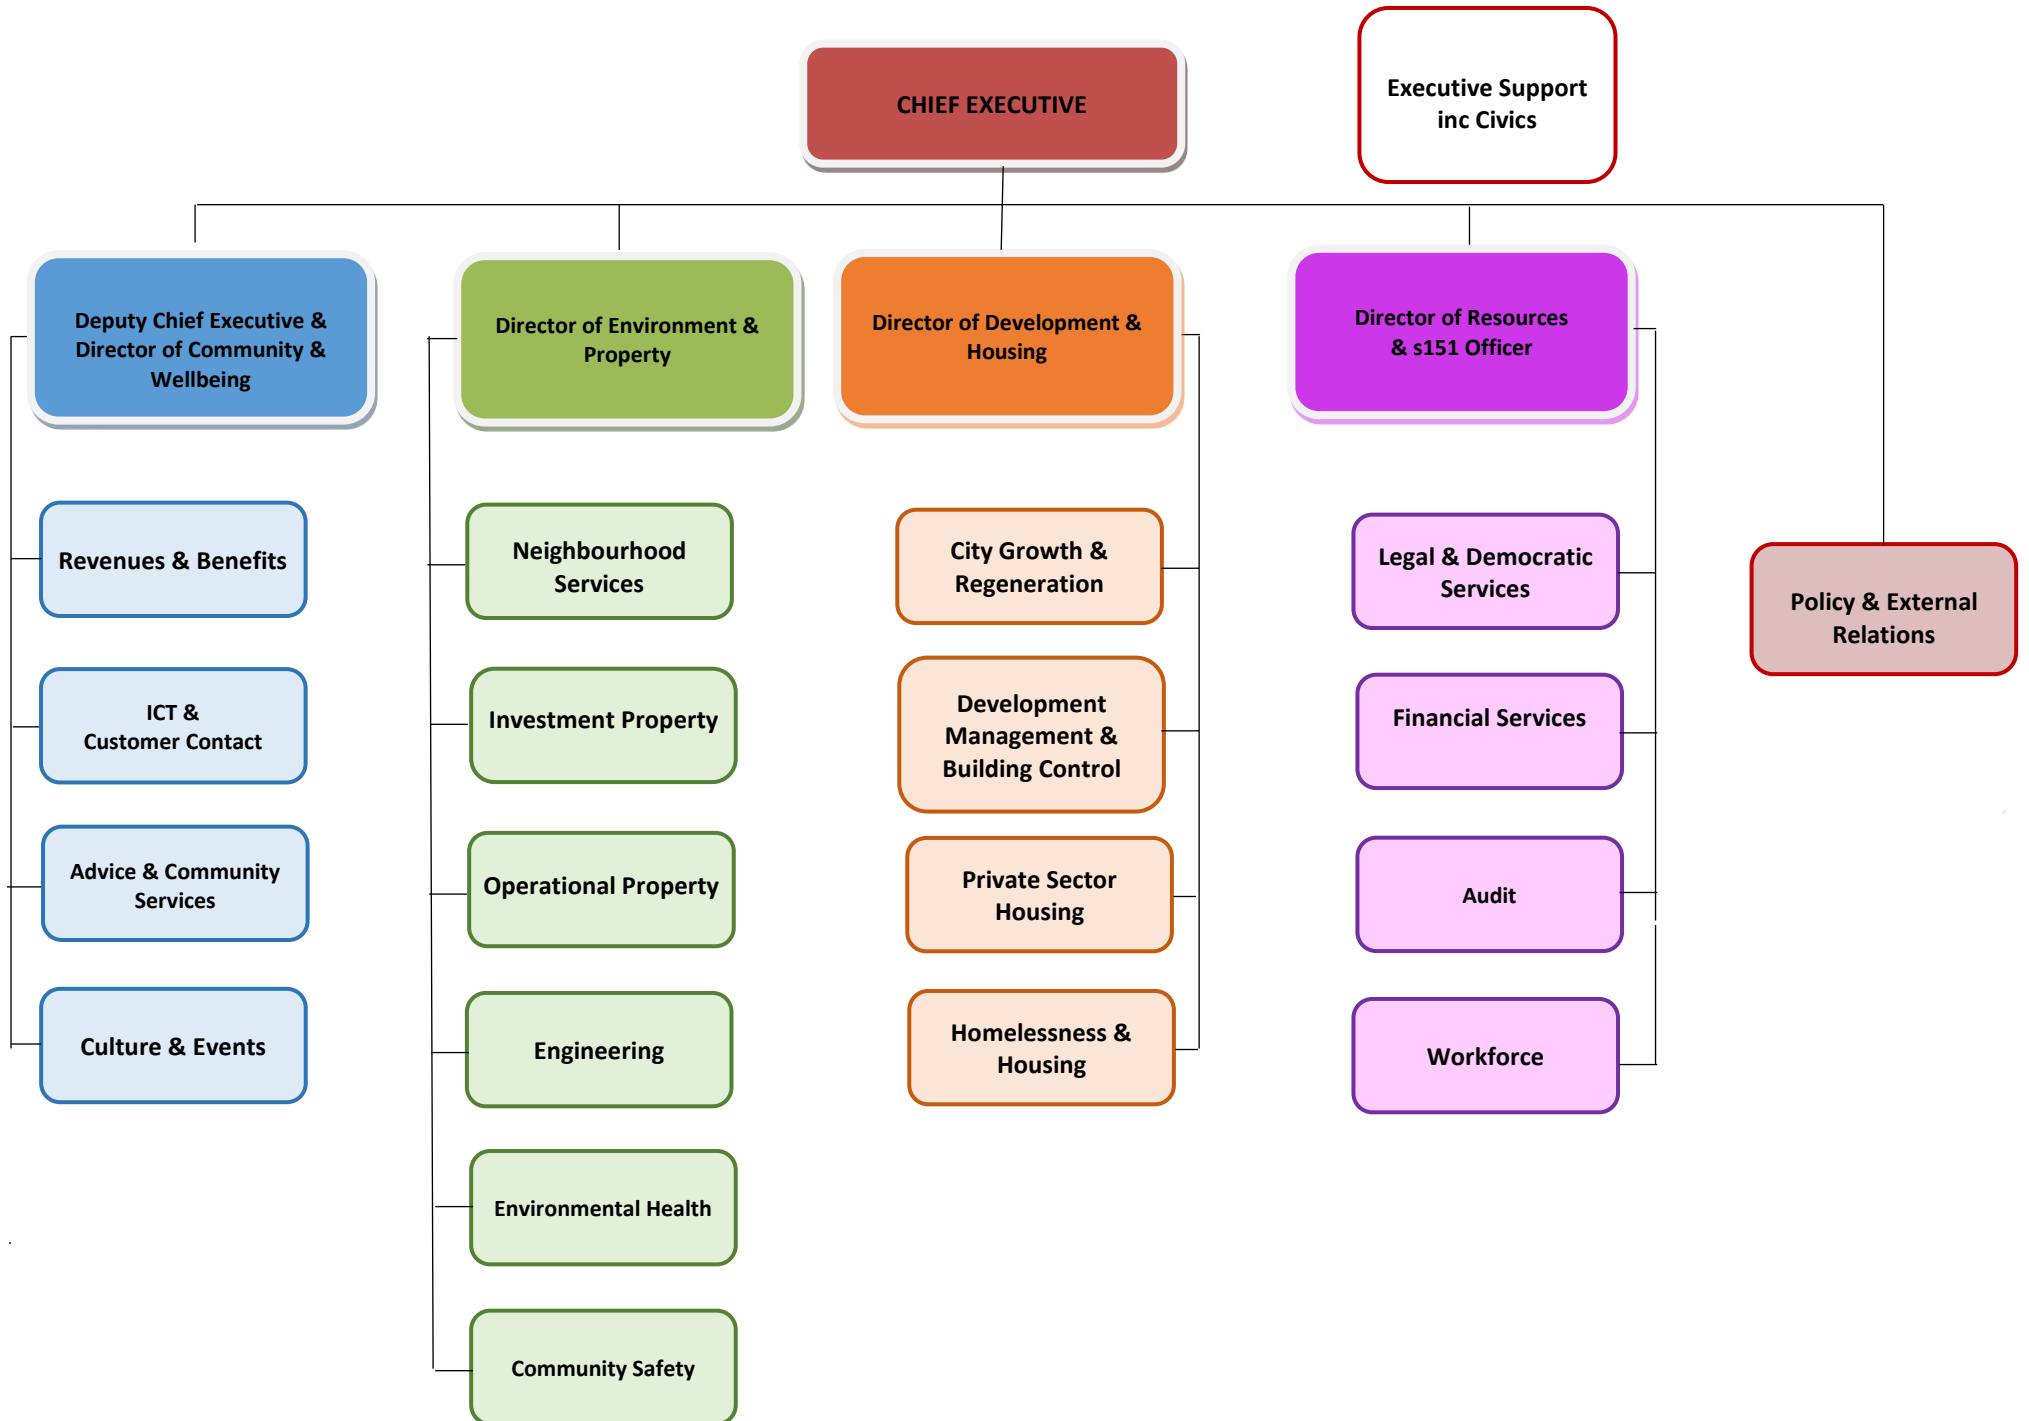 CHIEF EXECUTIVE
Executive Support
inc Civics
Deputy Chief Executive &
Director of Community &
Wellbeing
Director of Environment &
Property
Director of Development &
Housing
Director of Resources
& s151 Officer
Revenues & Benefits
ICT &
Customer Contact
Advice & Community
Services
Culture & Events
Neighbourhood
Services
Investment Property
Operational Property
Engineering
Environmental Health
Community Safety
City Growth &
Regeneration
Development
Management &
Building Control
Private Sector
Housing
Homelessness &
Housing
Legal & Democratic
Services
Financial Services
Audit
Workforce
Policy & External
Relations